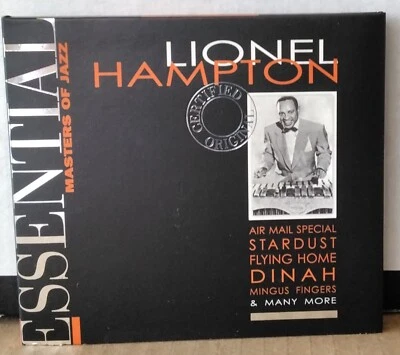 LIONEL
HAMPTON
ESSENTIAL
MASTERS OF JAZZ
CERTIFIED
ORIGINAL
AIR MAIL SPECIAL
STARDUST
FLYING HOME
DINAH
MINGUS FINGERS
& MANY MORE